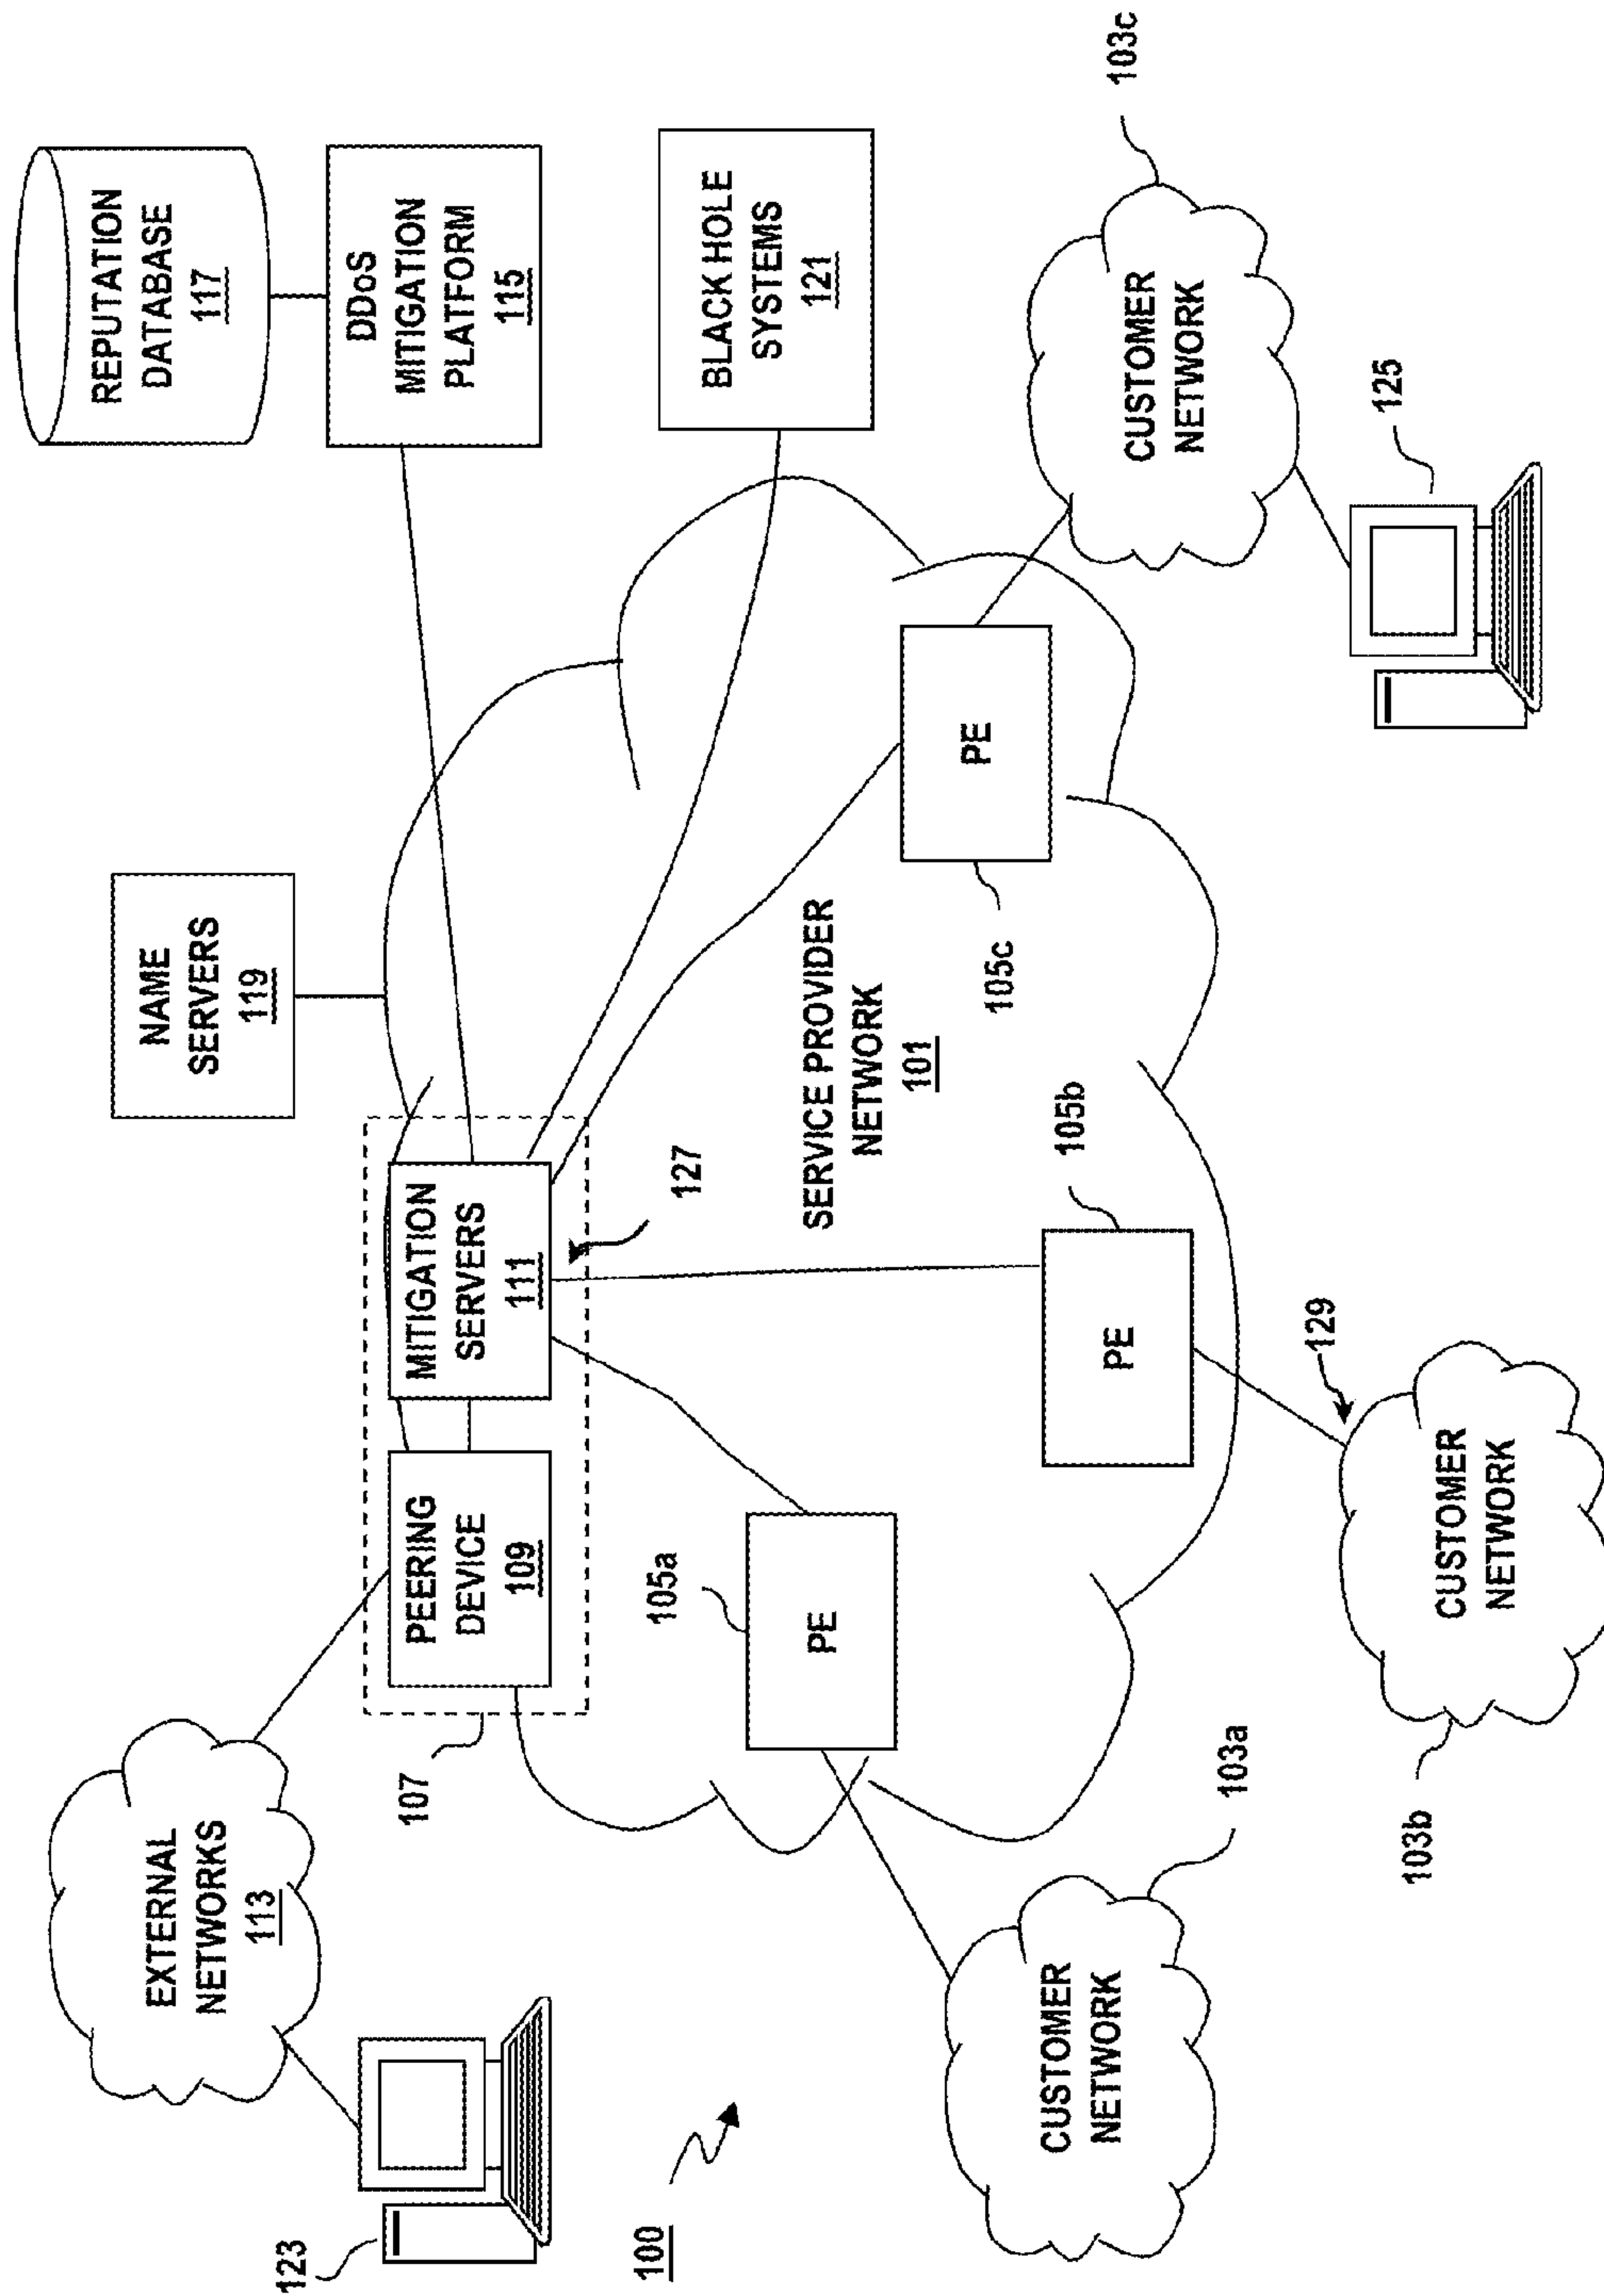 REPUTATION
DATABASE
117
DDoS
MITIGATION
PLATFORM
115
BLACK HOLE
SYSTEMS
121
NAME
SERVERS
119
103c
CUSTOMER
NETWORK
125
PE
105c
SERVICE PROVIDER
NETWORK
101
MITIGATION
SERVERS
111
127
PEERING
DEVICE
109
107
105b
PE
105a
PE
129
CUSTOMER
NETWORK
103b
EXTERNAL
NETWORKS
113
103a
CUSTOMER
NETWORK
123
100